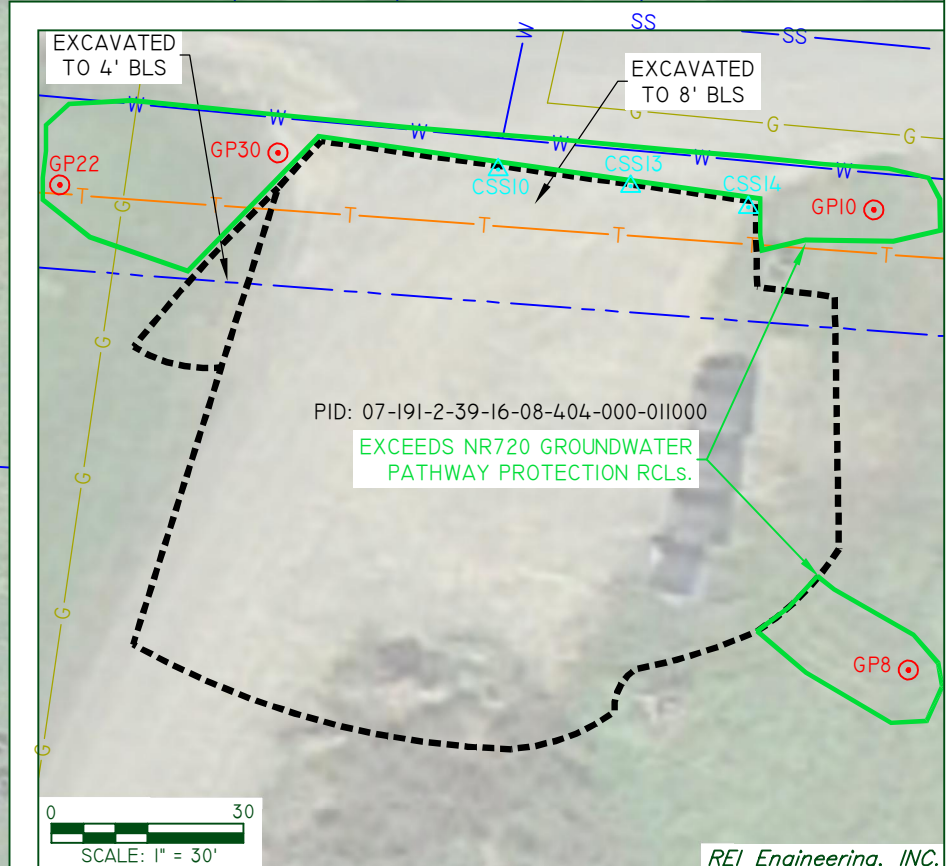 SS
SS
W
EXCAVATED
TO 4' BLS
EXCAVATED
TO 8' BLS
W
W
W
W
W
W
G
G
G
GP30
GP22
CSS10
CSS13
CSS14
GP10
T
T
T
T
T
T
T
G
G
G
G
G
PID: 07-191-2-39-16-08-404-000-011000
EXCEEDS NR720 GROUNDWATER
PATHWAY PROTECTION RCLs.
GP8
0 30
SCALE: 1" = 30'
REI Engineering, INC.